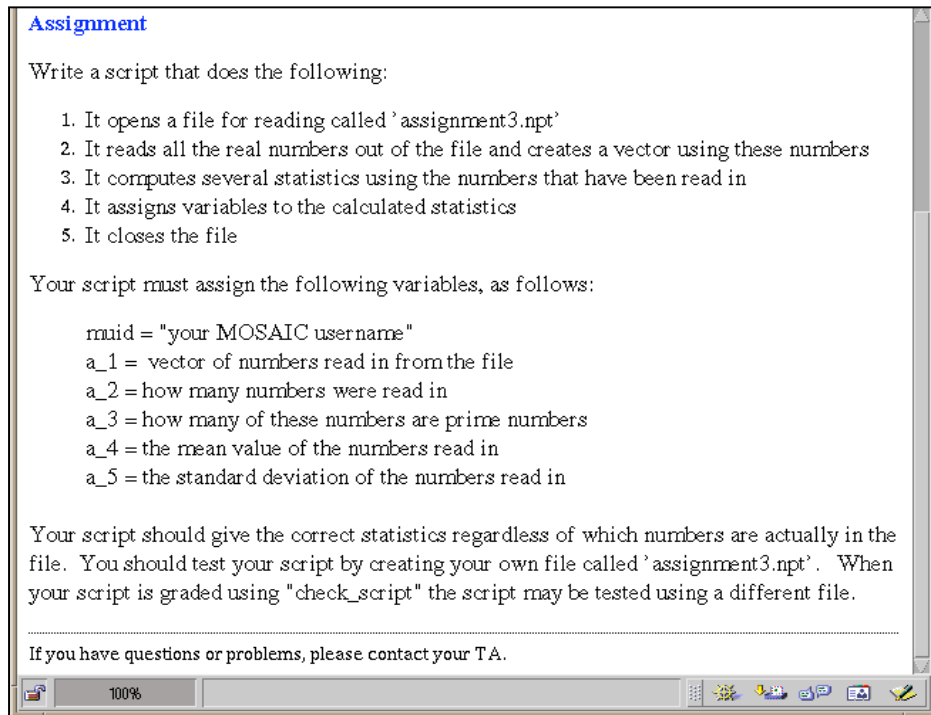 Assignment
Write a script that does the following:
1. It opens a file for reading called 'assignment3.npt'
2. It reads all the real numbers out of the file and creates a vector using these numbers
3. It computes several statistics using the numbers that have been read in
4. It assigns variables to the calculated statistics
5. It closes the file
Your script must assign the following variables, as follows:
muid = "your MOSAIC username"
a_1 = vector of numbers read in from the file
a_2 = how many numbers were read in
a_3 = how many of these numbers are prime numbers
a_4 = the mean value of the numbers read in
a_5 = the standard deviation of the numbers read in
Your script should give the correct statistics regardless of which numbers are actually in the
file. You should test your script by creating your own file called 'assignment3.npt'. When
your script is graded using "check_script" the script may be tested using a different file.
If you have questions or problems, please contact your TA.
100%